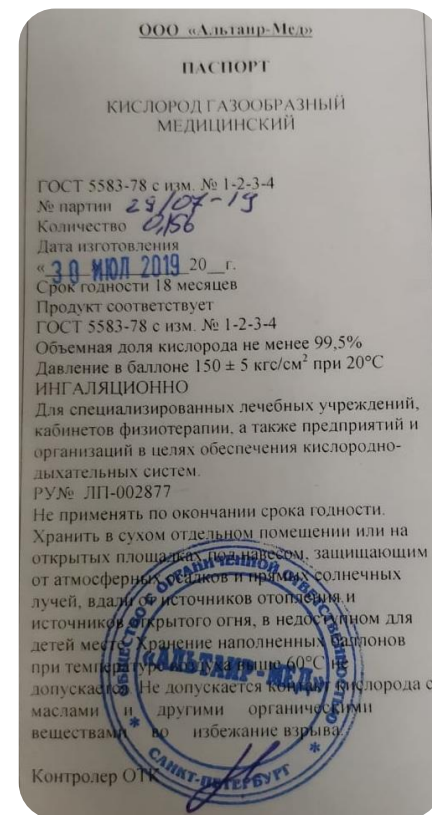 ООО «Альтаир-Мед»
ПАСПОРТ
КИСЛОРОД ГАЗООБРАЗНЫЙ
МЕДИЦИНСКИЙ
ГОСТ 5583-78 с изм. № 1-2-3-4
№ партии 29/07-19
Количество 0,156
Дата изготовления
«30 ИЮЛ 2019 20__г.
Срок годности 18 месяцев
Продукт соответствует
ГОСТ 5583-78 с изм. № 1-2-3-4
Объемная доля кислорода не менее 99,5%
Давление в баллоне 150 ± 5 кгс/см² при 20°С
ИНГАЛЯЦИОННО
Для специализированных лечебных учреждений,
кабинетов физиотерапии, а также предприятий и
организаций в целях обеспечения кислородно-
дыхательных систем.
РУ№ ЛП-002877
Не применять по окончании срока годности.
Хранить в сухом отдельном помещении или на
открытых площадках под навесом, защищающим
от атмосферных осадков и прямых солнечных
лучей, вдали от источников отопления и
источников открытого огня, в недоступном для
детей месте. Хранение наполненных баллонов
при температуре воздуха выше 60°С не
допускается. Не допускается контакт кислорода с
маслами и другими органическими
веществами во избежание взрыва.
Контролер ОТК
ОБЩЕСТВО С ОГРАНИЧЕННОЙ ОТВЕТСТВЕННОСТЬЮ
«АЛЬТАИР-МЕД»
* САНКТ-ПЕТЕРБУРГ *